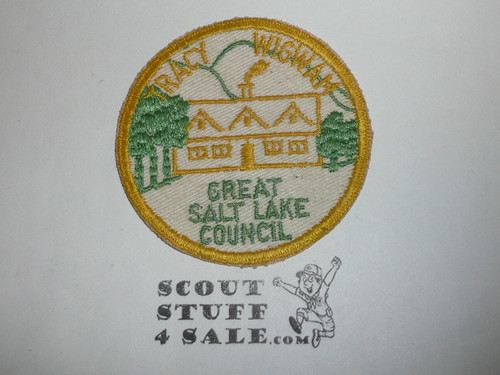 TRACY WIGWAM
GREAT
SALT LAKE
COUNCIL
SCOUT
STUFF
4 SALE.COM